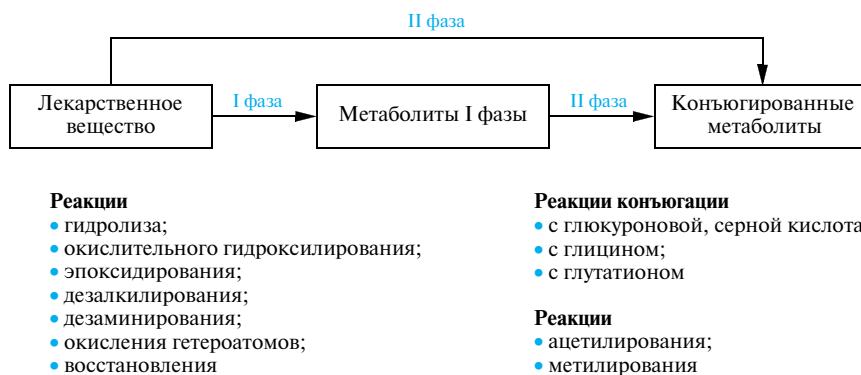 II фаза
Лекарственное
вещество
I фаза
Метаболиты I фазы
II фаза
Конъюгированные
метаболиты
Реакции
• гидролиза;
• окислительного гидроксилирования;
• эпоксидирования;
• дезалкилирования;
• дезаминирования;
• окисления гетероатомов;
• восстановления
Реакции конъюгации
• с глюкуроновой, серной кислота
• с глицином;
• с глутатионом
Реакции
• ацетилирования;
• метилирования